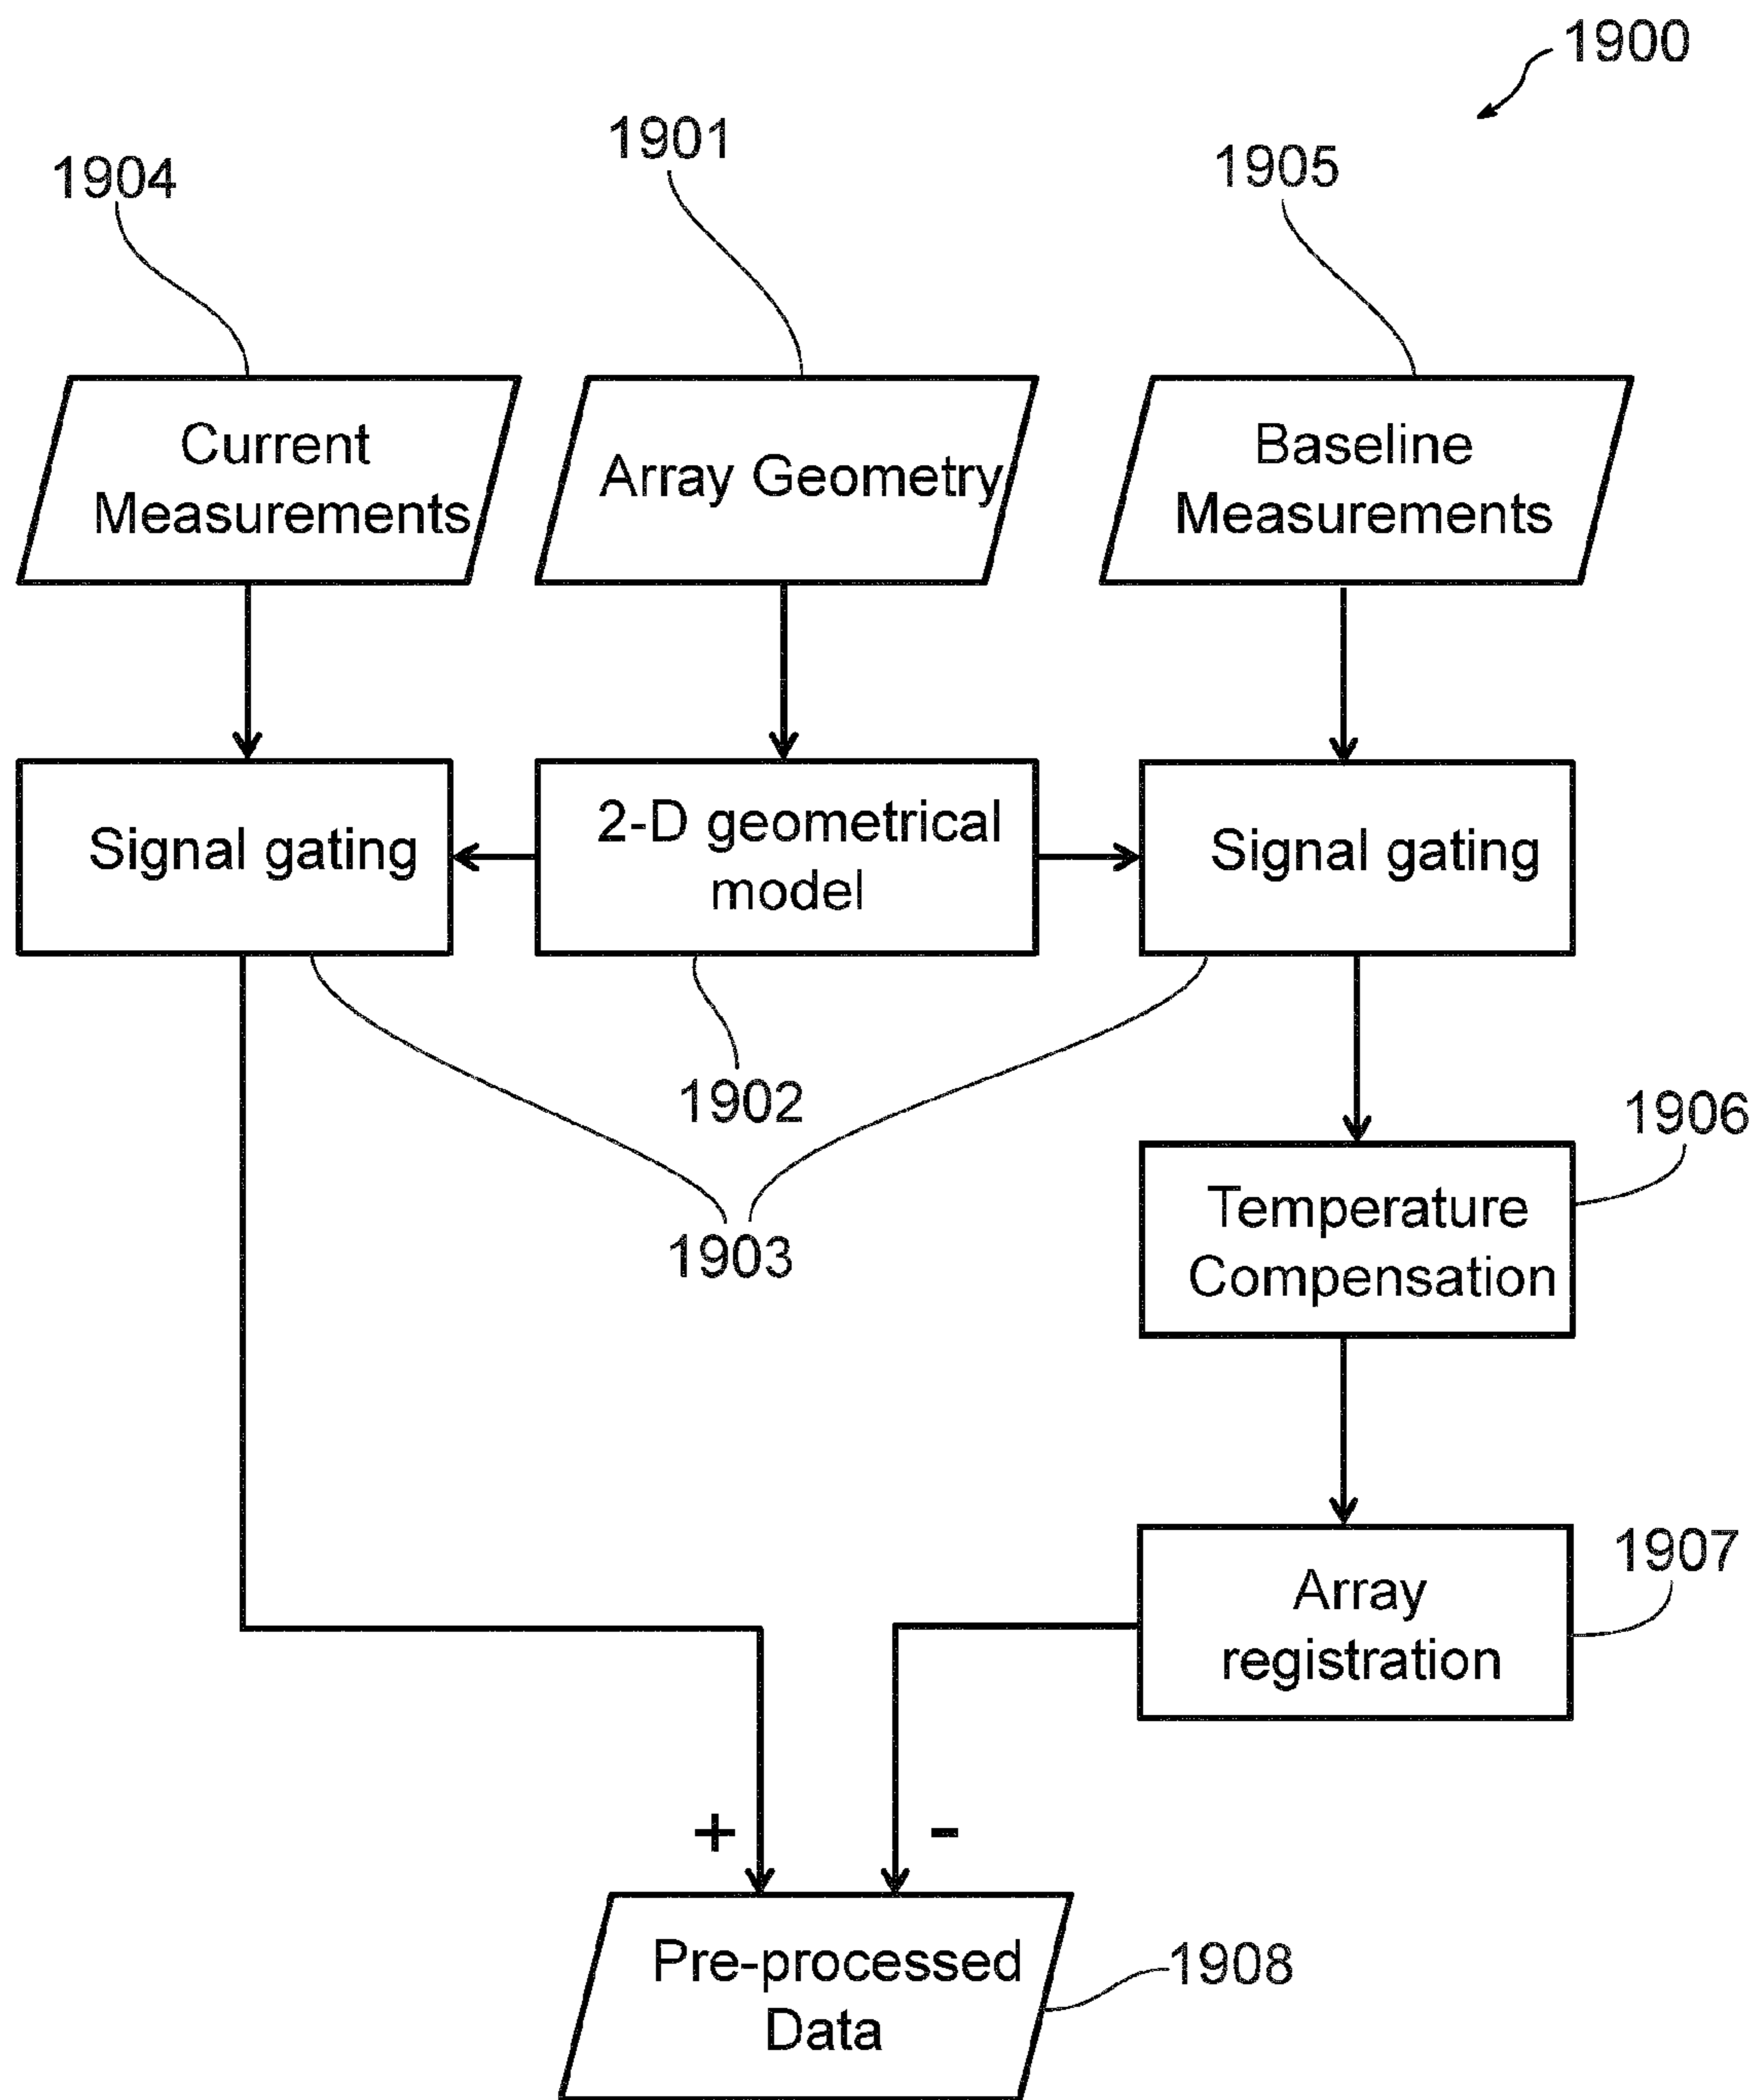 1900
1901
1904
1905
Current
Measurements
Array Geometry
Baseline
Measurements
Signal gating
2-D geometrical
model
Signal gating
1902
1903
1906
Temperature
Compensation
1907
Array
registration
+
-
Pre-processed
Data
1908